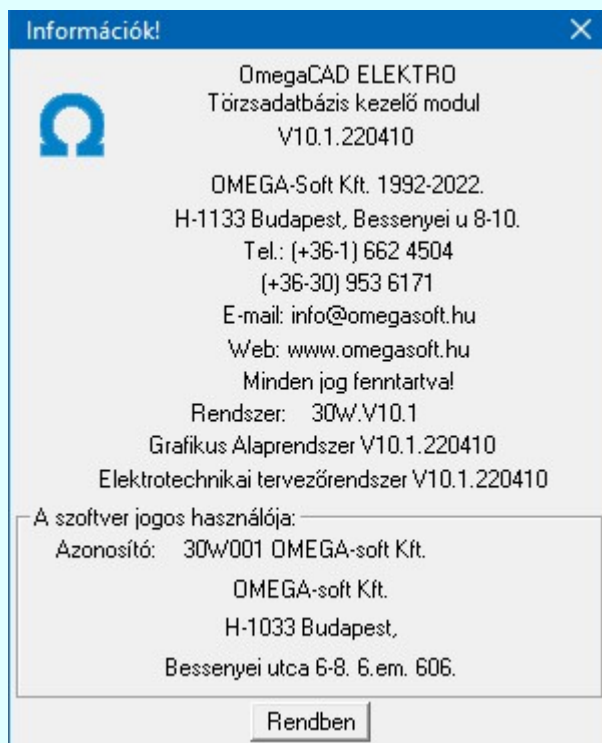 Információk!
OmegaCAD ELEKTRO
Törzsadatbázis kezelő modul
V10.1.220410
OMEGA-Soft Kft. 1992-2022.
H-1133 Budapest, Bessenyei u 8-10.
Tel.: (+36-1) 662 4504
(+36-30) 953 6171
E-mail: info@omegasoft.hu
Web: www.omegasoft.hu
Minden jog fenntartva!
Rendszer: 30W.V10.1
Grafikus Alaprendszer V10.1.220410
Elektrotechnikai tervezőrendszer V10.1.220410
A szoftver jogos használója:
Azonosító: 30W001 OMEGA-soft Kft.
OMEGA-soft Kft.
H-1033 Budapest,
Bessenyei utca 6-8. 6.em. 606.
Rendben